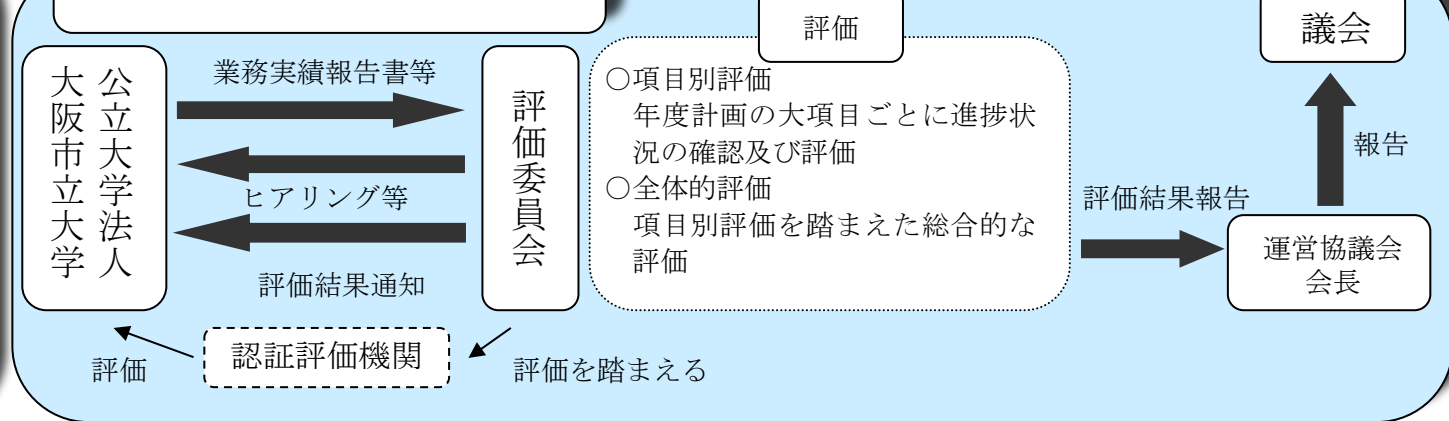 評価
議会
公立大学法人
大阪市立大学
業務実績報告書等
ヒアリング等
評価結果通知
評価委員会
○項目別評価
年度計画の大項目ごとに進捗状
況の確認及び評価
○全体的評価
項目別評価を踏まえた総合的な
評価
評価結果報告
報告
運営協議会
会長
評価
認証評価機関
評価を踏まえる